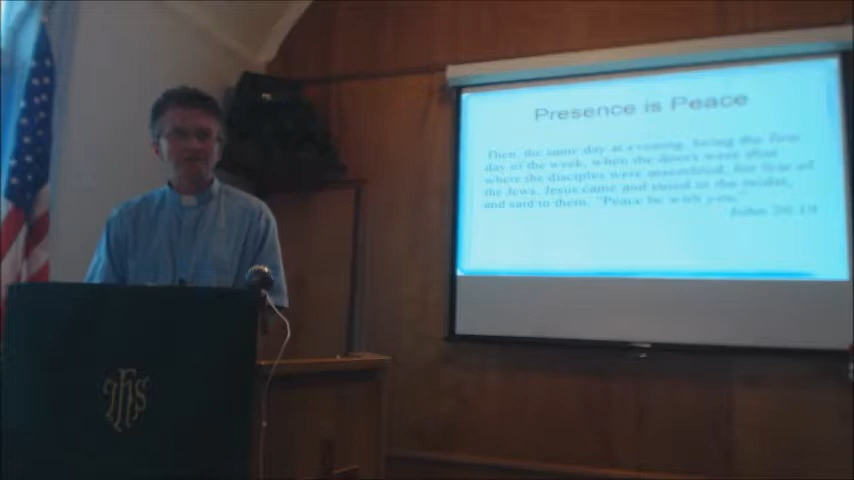 Presence is Peace
Then, the same day at evening, being the first
day of the week, when the doors were shut
where the disciples were assembled, for fear of
the Jews, Jesus came and stood in the midst,
and said to them, "Peace be with you."
John 20:19
IHS